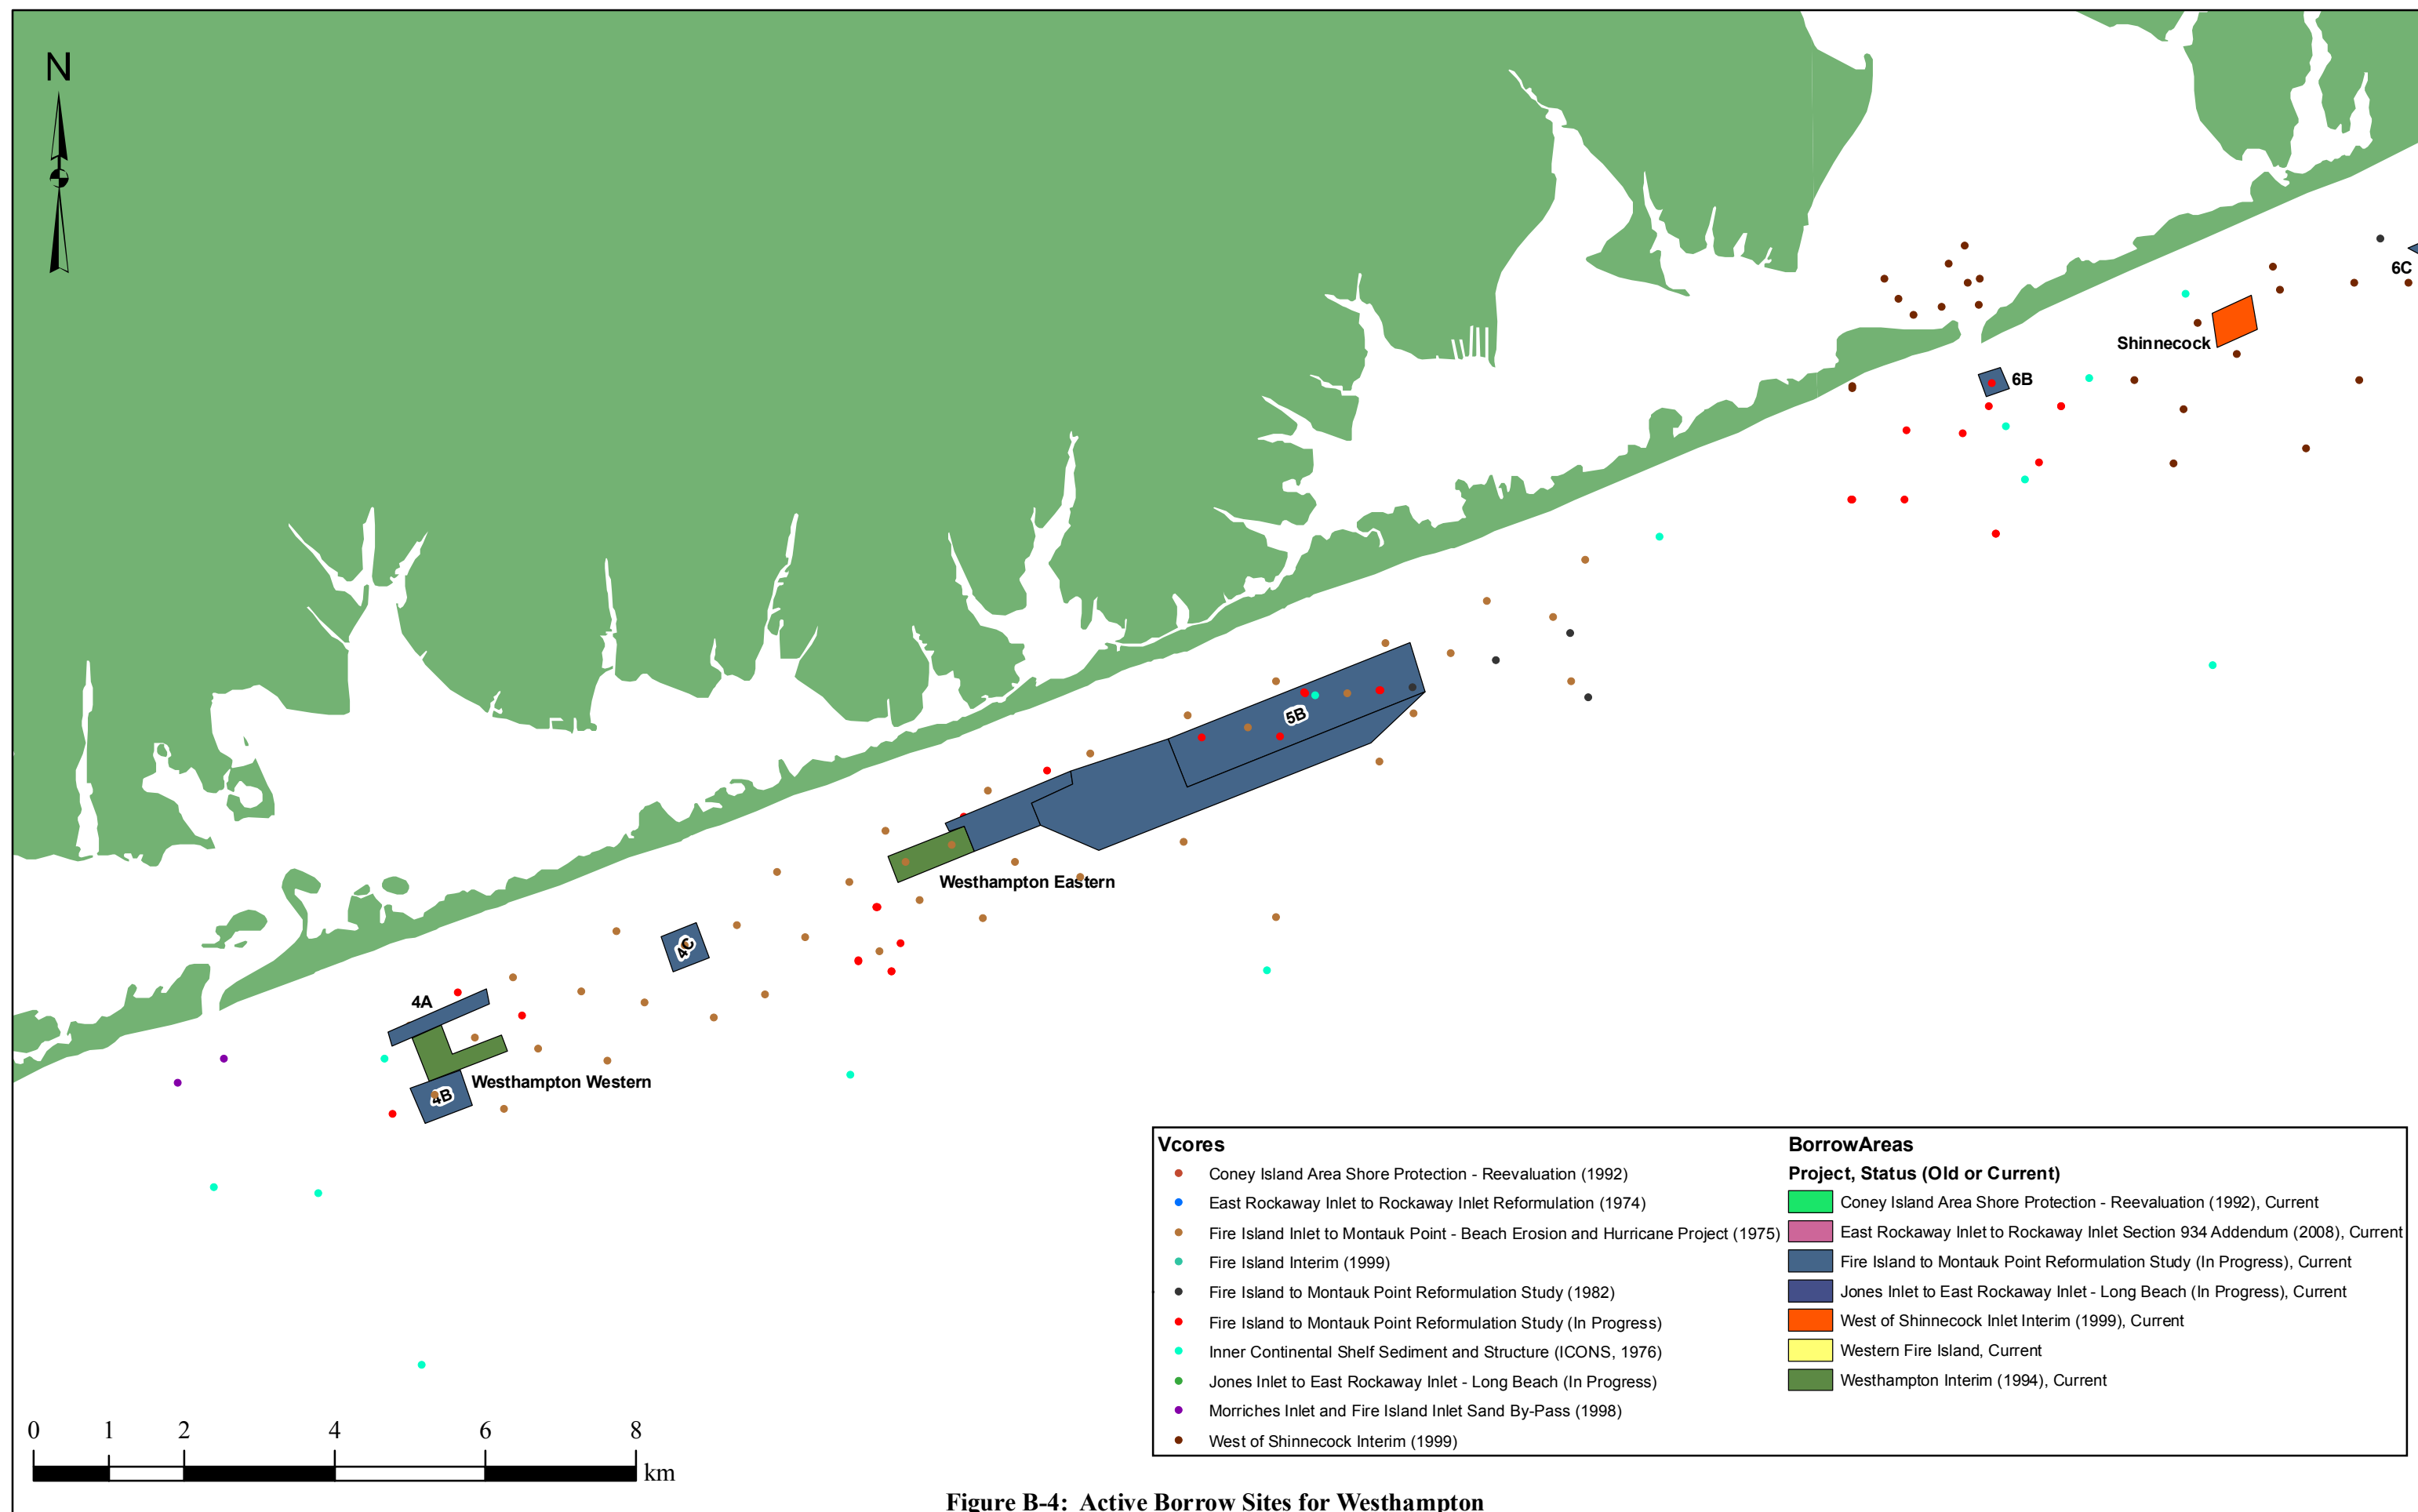 N
6C
Shinnecock
6B
5B
Westhampton Eastern
4C
4A
Westhampton Western
4B
Vcores
Coney Island Area Shore Protection - Reevaluation (1992)
East Rockaway Inlet to Rockaway Inlet Reformulation (1974)
Fire Island Inlet to Montauk Point - Beach Erosion and Hurricane Project (1975)
Fire Island Interim (1999)
Fire Island to Montauk Point Reformulation Study (1982)
Fire Island to Montauk Point Reformulation Study (In Progress)
Inner Continental Shelf Sediment and Structure (ICONS, 1976)
Jones Inlet to East Rockaway Inlet - Long Beach (In Progress)
Morriches Inlet and Fire Island Inlet Sand By-Pass (1998)
West of Shinnecock Interim (1999)
BorrowAreas
Project, Status (Old or Current)
Coney Island Area Shore Protection - Reevaluation (1992), Current
East Rockaway Inlet to Rockaway Inlet Section 934 Addendum (2008), Current
Fire Island to Montauk Point Reformulation Study (In Progress), Current
Jones Inlet to East Rockaway Inlet - Long Beach (In Progress), Current
West of Shinnecock Inlet Interim (1999), Current
Western Fire Island, Current
Westhampton Interim (1994), Current
0 1 2 4 6 8
km
Figure B-4: Active Borrow Sites for Westhampton